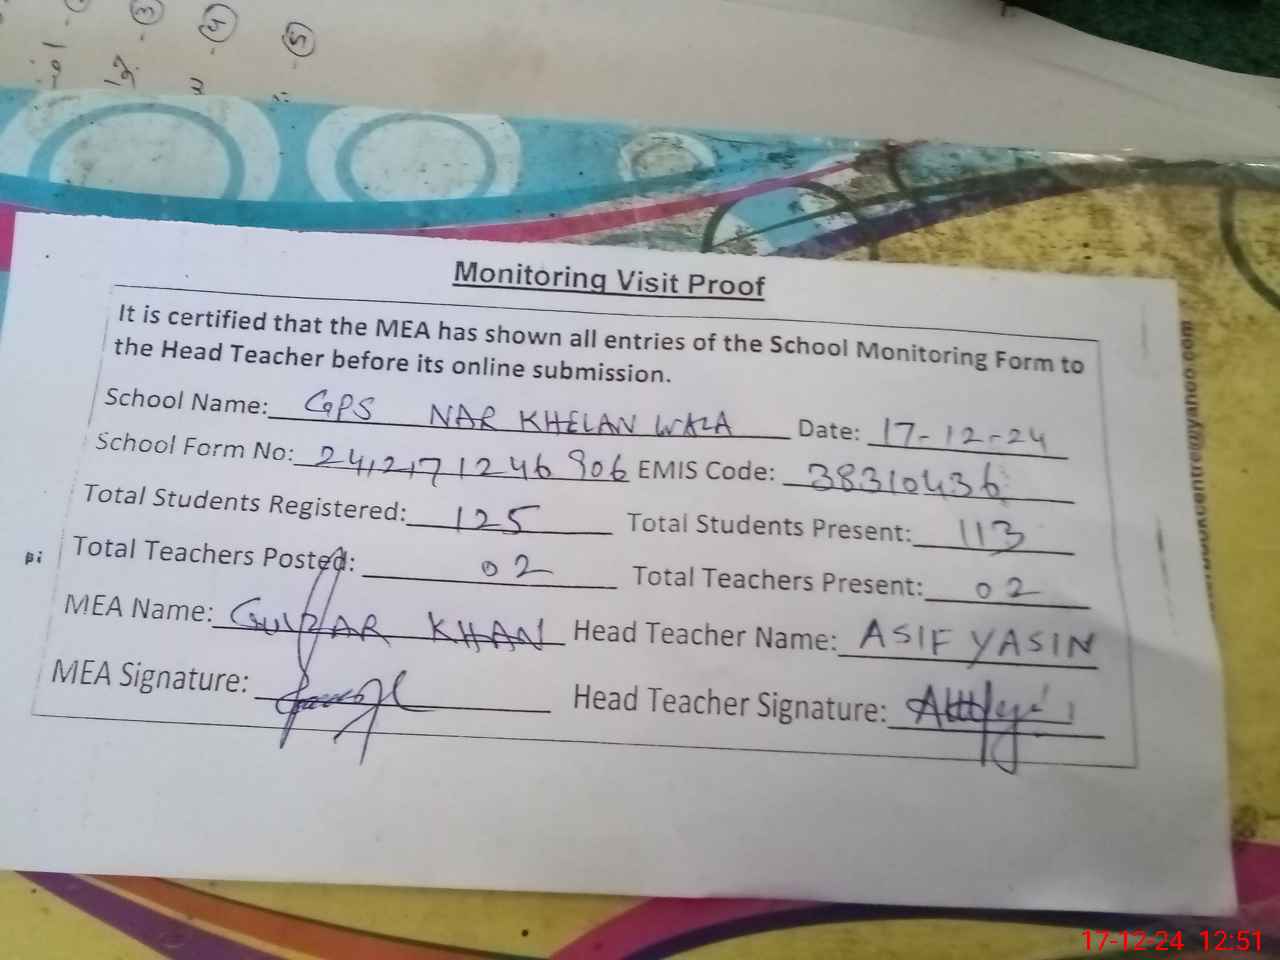 3 4 5
Monitoring Visit Proof
It is certified that the MEA has shown all entries of the School Monitoring Form to
the Head Teacher before its online submission.
School Name: GPS NAR KHELAN WALA Date: 17-12-24
School Form No: 2412171246906 EMIS Code: 38310436
Total Students Registered: 125 Total Students Present: 113
Total Teachers Posted: 02 Total Teachers Present: 02
MEA Name: GULZAR KHAN Head Teacher Name: ASIF YASIN
MEA Signature: Head Teacher Signature:
17-12-24 12:51